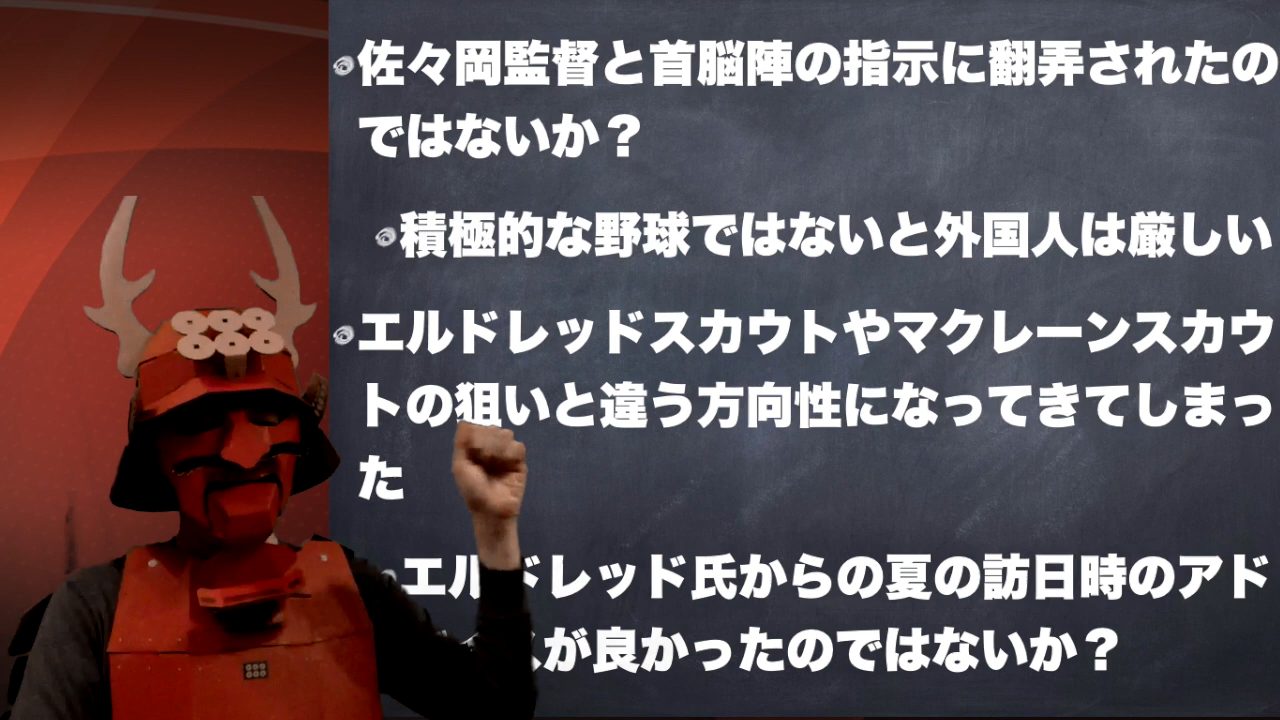 佐々岡監督と首脳陣の指示に翻弄されたの
ではないか？
積極的な野球ではないと外国人は厳しい
エルドレッドスカウトやマクレーンスカウ
トの狙いと違う方向性になってきてしまっ
た
エルドレッド氏からの夏の訪日時のアド
が良かったのではないか？